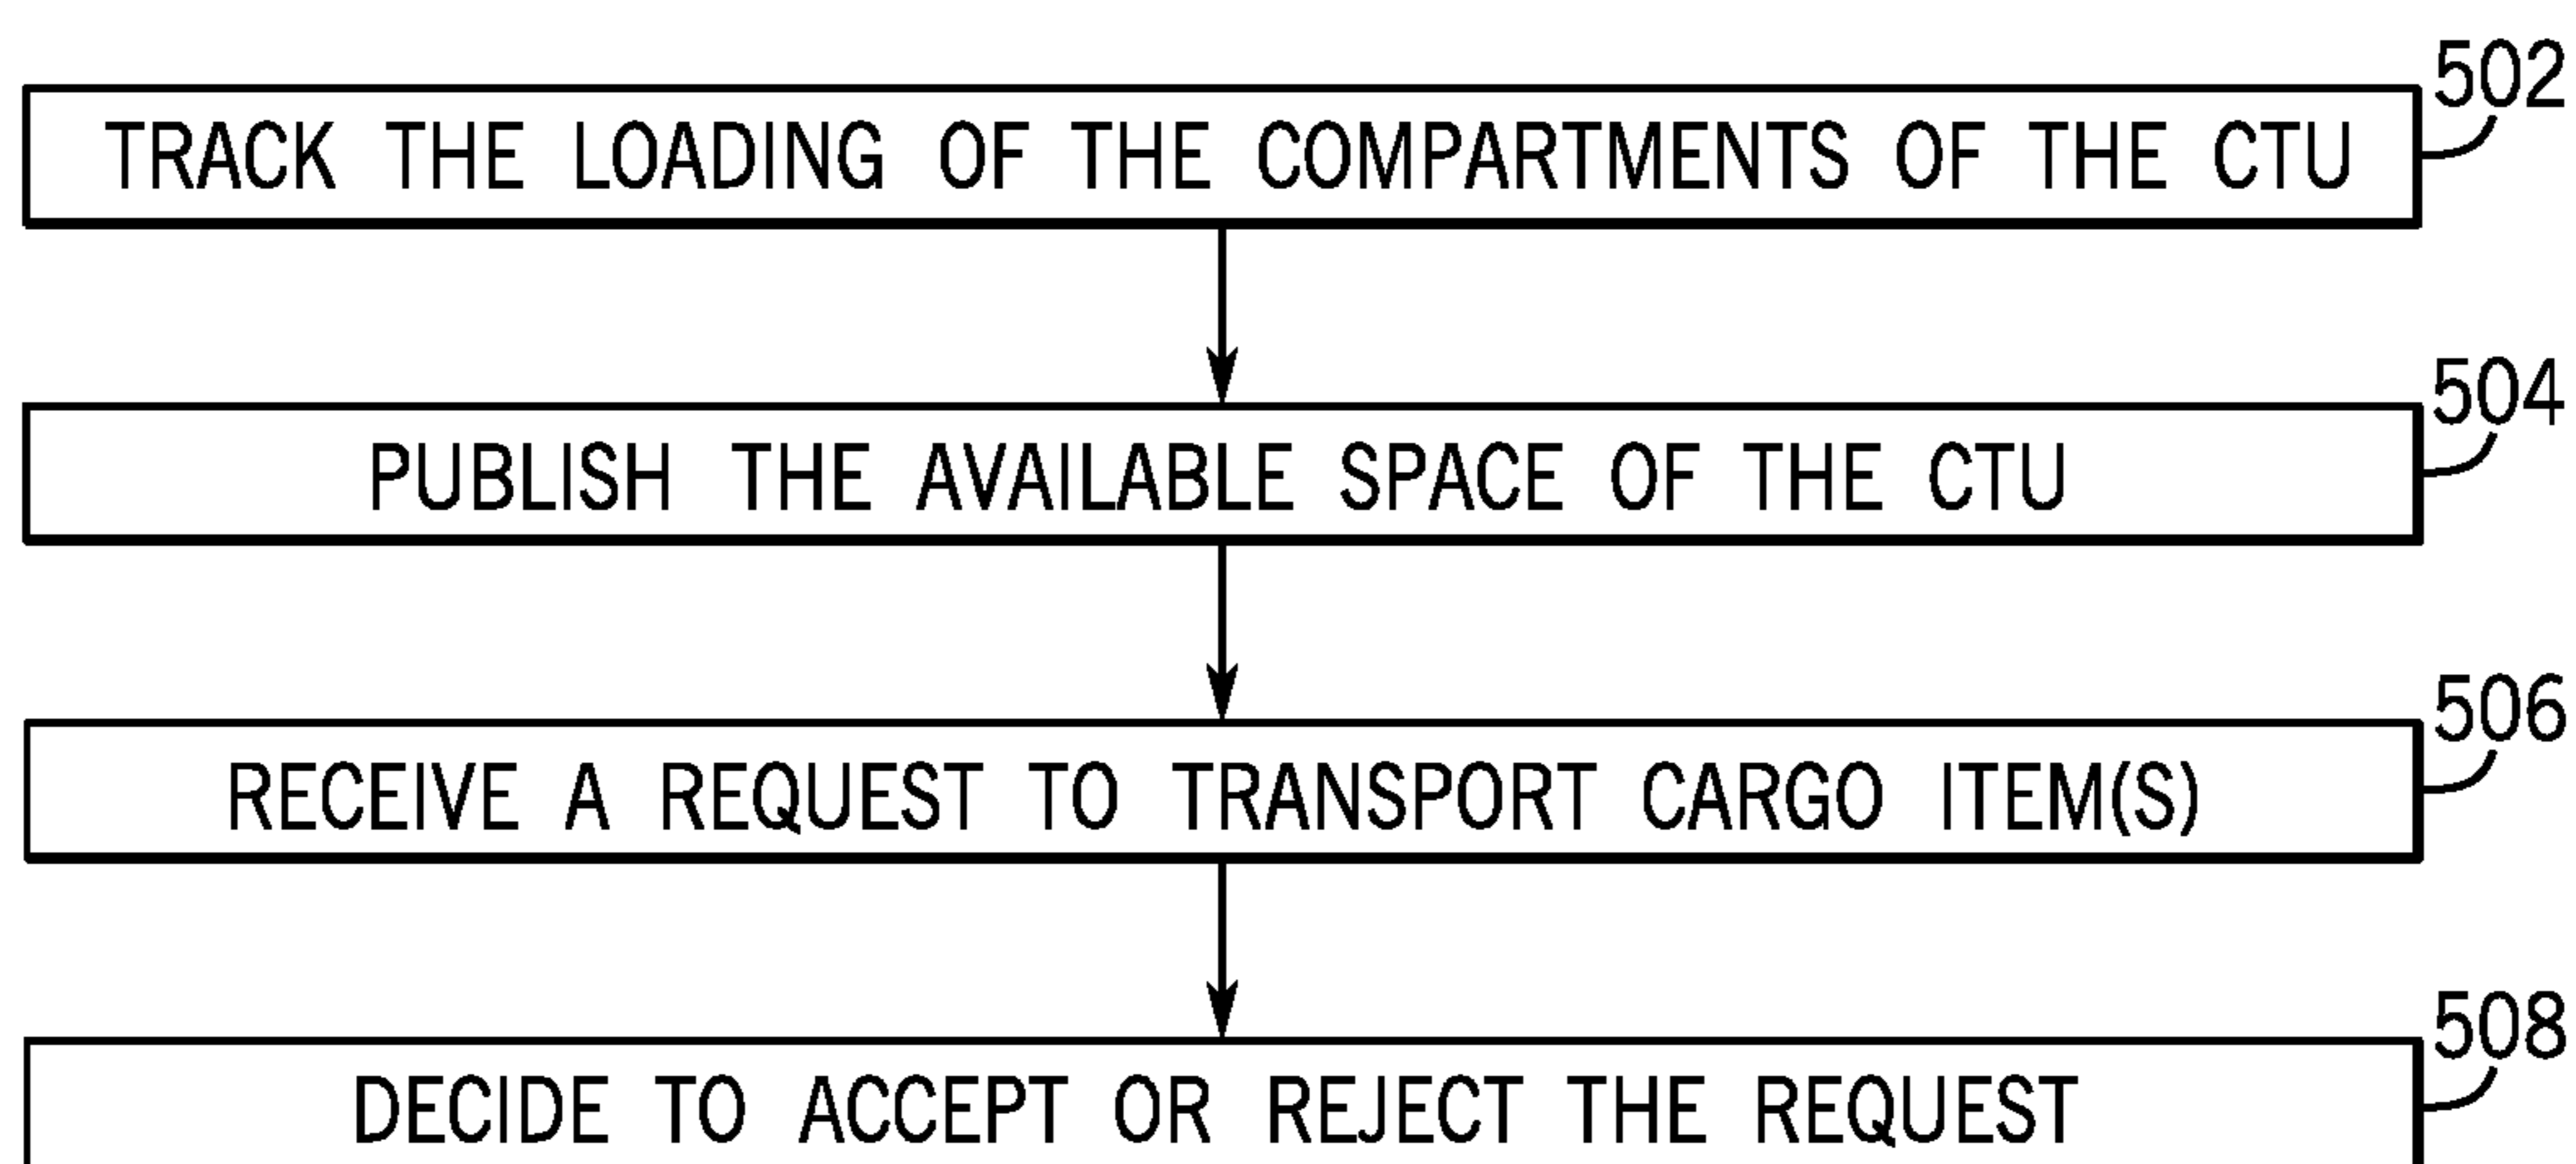 502
TRACK THE LOADING OF THE COMPARTMENTS OF THE CTU
504
PUBLISH THE AVAILABLE SPACE OF THE CTU
506
RECEIVE A REQUEST TO TRANSPORT CARGO ITEM(S)
508
DECIDE TO ACCEPT OR REJECT THE REQUEST